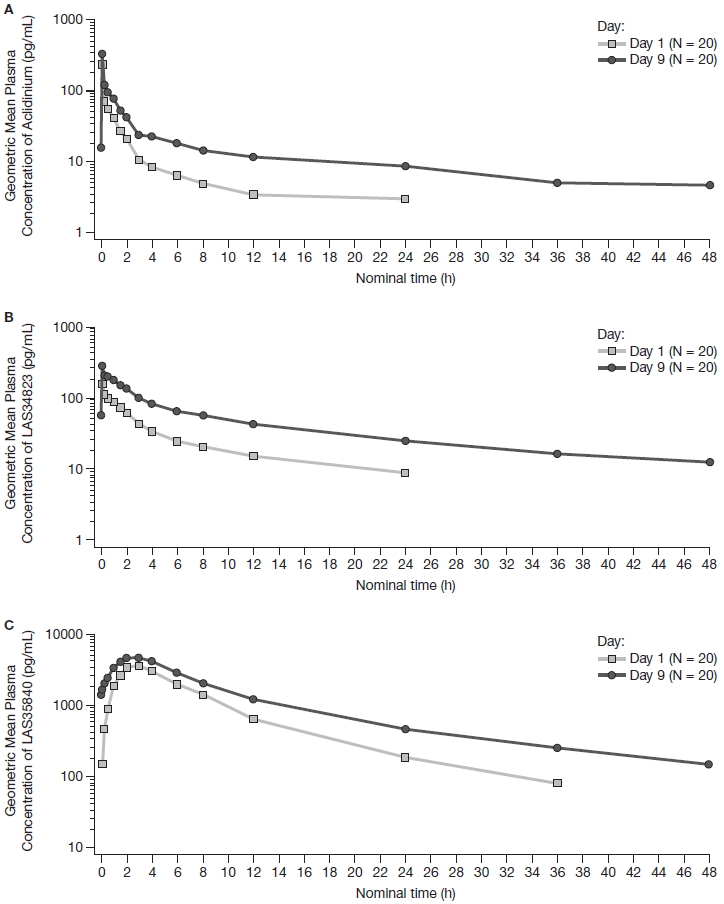 A
Geometric Mean Plasma
Concentration of Aclidinium (pg/mL)
1000
100
10
1
Day:
Day 1 (N = 20)
Day 9 (N = 20)
0 2 4 6 8 10 12 14 16 18 20 22 24 26 28 30 32 34 36 38 40 42 44 46 48
Nominal time (h)
B
Geometric Mean Plasma
Concentration of LAS34823 (pg/mL)
1000
100
10
1
Day:
Day 1 (N = 20)
Day 9 (N = 20)
0 2 4 6 8 10 12 14 16 18 20 22 24 26 28 30 32 34 36 38 40 42 44 46 48
Nominal time (h)
C
Geometric Mean Plasma
Concentration of LAS35840 (pg/mL)
10000
1000
100
10
Day:
Day 1 (N = 20)
Day 9 (N = 20)
0 2 4 6 8 10 12 14 16 18 20 22 24 26 28 30 32 34 36 38 40 42 44 46 48
Nominal time (h)